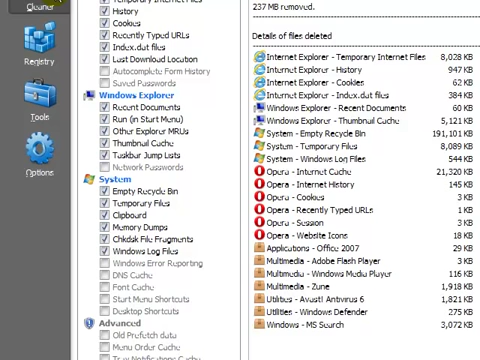 Cleaner
Registry
Tools
Options
Temporary Internet Files
History
Cookies
Recently Typed URLs
Index.dat files
Last Download Location
Autocomplete Form History
Saved Passwords
Windows Explorer
Recent Documents
Run (in Start Menu)
Other Explorer MRUs
Thumbnail Cache
Taskbar Jump Lists
Network Passwords
System
Empty Recycle Bin
Temporary Files
Clipboard
Memory Dumps
Chkdsk File Fragments
Windows Log Files
Windows Error Reporting
DNS Cache
Font Cache
Start Menu Shortcuts
Desktop Shortcuts
Advanced
Old Prefetch data
Menu Order Cache
Tray Notifications Cache
237 MB removed.
Details of files deleted
Internet Explorer - Temporary Internet Files 8,028 KB
Internet Explorer - History 947 KB
Internet Explorer - Cookies 62 KB
Internet Explorer - Index.dat files 384 KB
Windows Explorer - Recent Documents 60 KB
Windows Explorer - Thumbnail Cache 5,121 KB
System - Empty Recycle Bin 191,101 KB
System - Temporary Files 8,089 KB
System - Windows Log Files 544 KB
Opera - Internet Cache 21,320 KB
Opera - Internet History 145 KB
Opera - Cookies 3 KB
Opera - Recently Typed URLs 1 KB
Opera - Session 3 KB
Opera - Website Icons 18 KB
Applications - Office 2007 29 KB
Multimedia - Adobe Flash Player 3 KB
Multimedia - Windows Media Player 116 KB
Multimedia - Zune 1,918 KB
Utilities - Avast! Antivirus 6 1,821 KB
Utilities - Windows Defender 275 KB
Windows - MS Search 3,072 KB